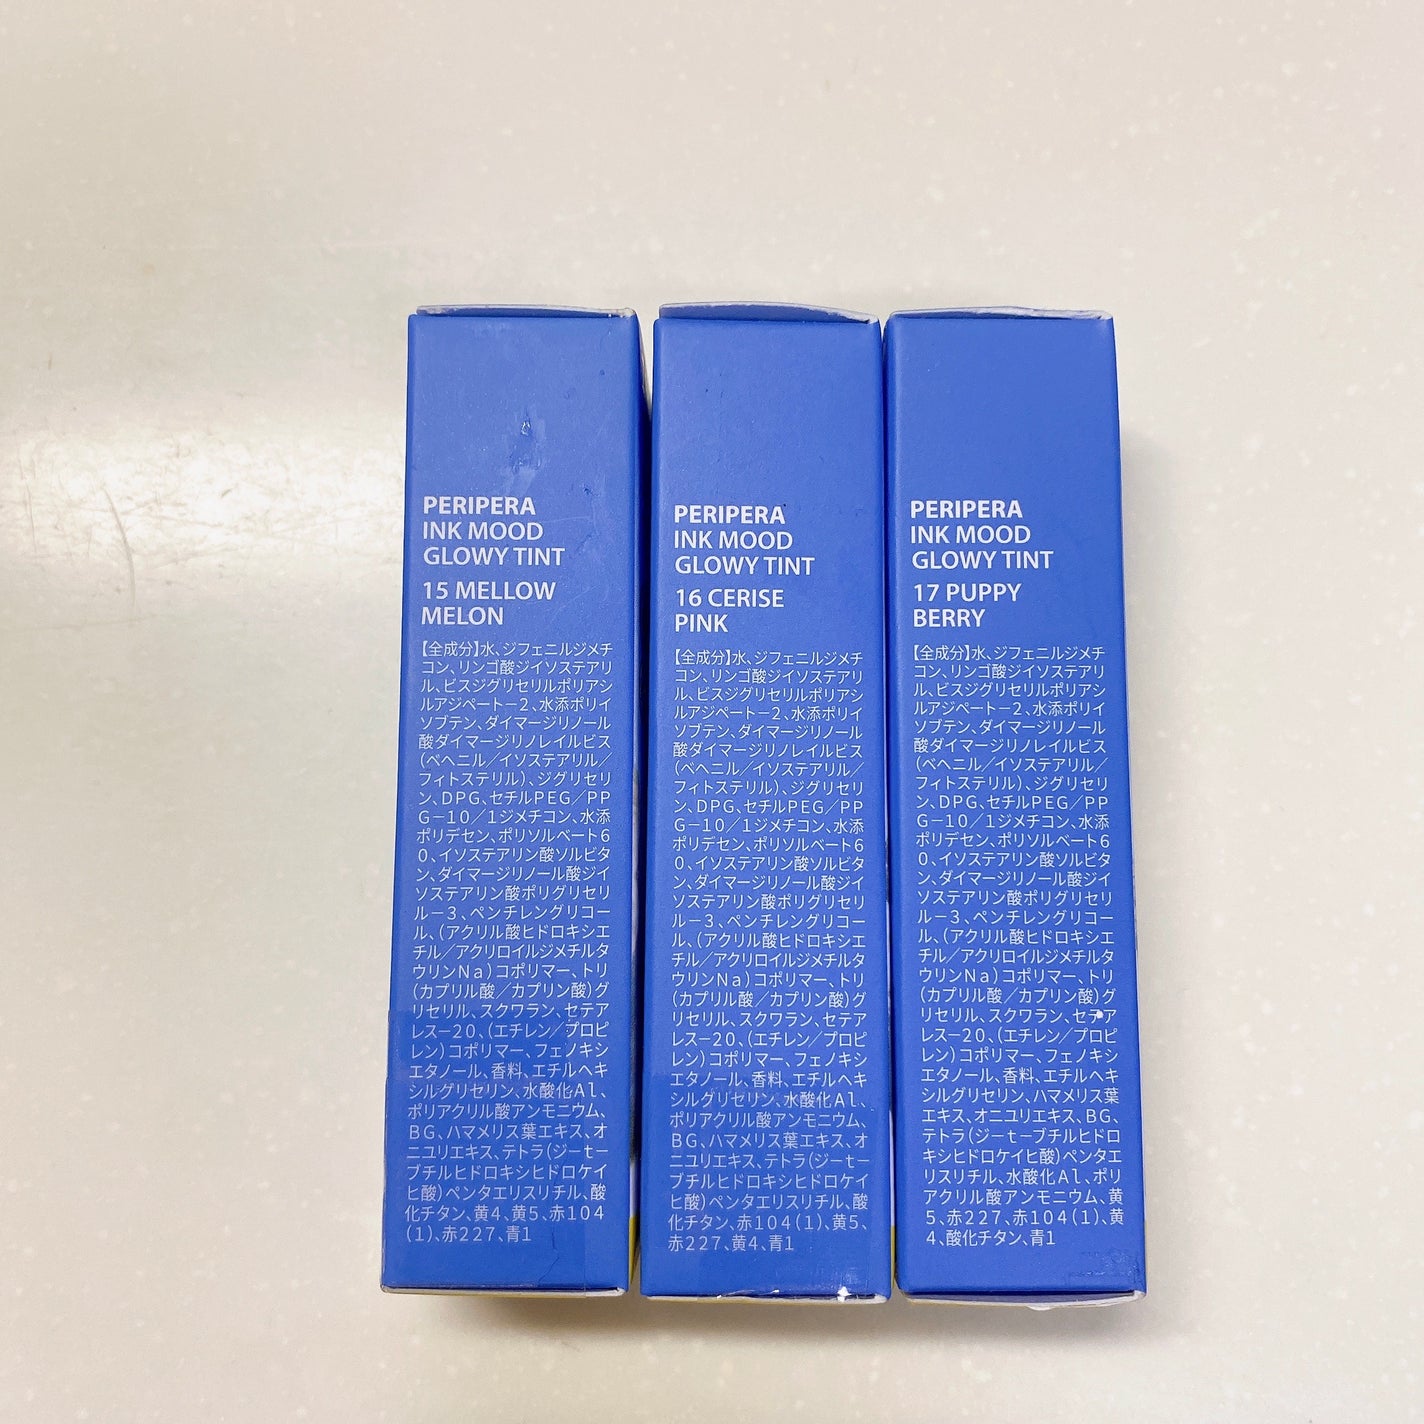 PERIPERA
INK MOOD
GLOWY TINT
15 MELLOW
MELON
【全成分】水、ジフェニルジメチ
コン、リンゴ酸ジイソステアリ
ル、ビスジグリセリルポリアシ
ルアジペート－2、水添ポリイ
ソブテン、ダイマージリノール
酸ダイマージリノレイルビス
（ベヘニル／イソステアリル／
フィトステリル）、ジグリセリ
ン、DPG、セチルPEG／PP
G－10／1ジメチコン、水添
ポリデセン、ポリソルベート6
0、イソステアリン酸ソルビタ
ン、ダイマージリノール酸ジイ
ソステアリン酸ポリグリセリ
ル－3、ペンチレングリコー
ル、（アクリル酸ヒドロキシエ
チル／アクリロイルジメチルタ
ウリンNa）コポリマー、トリ
（カプリル酸／カプリン酸）グ
リセリル、スクワラン、セテア
レス－20、（エチレン／プロピ
レン）コポリマー、フェノキシ
エタノール、香料、エチルヘキ
シルグリセリン、水酸化Al、
ポリアクリル酸アンモニウム、
BG、ハマメリス葉エキス、オ
ニユリエキス、テトラ（ジーセー
ブチルヒドロキシヒドロケイ
ヒ酸）ペンタエリスリチル、酸
化チタン、黄4、黄5、赤104
（1）、赤227、青1
PERIPERA
INK MOOD
GLOWY TINT
16 CERISE
PINK
【全成分】水、ジフェニルジメチ
コン、リンゴ酸ジイソステアリ
ル、ビスジグリセリルポリアシ
ルアジペート－2、水添ポリイ
ソブテン、ダイマージリノール
酸ダイマージリノレイルビス
（ベヘニル／イソステアリル／
フィトステリル）、ジグリセリ
ン、DPG、セチルPEG／PP
G－10／1ジメチコン、水添
ポリデセン、ポリソルベート6
0、イソステアリン酸ソルビタ
ン、ダイマージリノール酸ジイ
ソステアリン酸ポリグリセリ
ル－3、ペンチレングリコー
ル、（アクリル酸ヒドロキシエ
チル／アクリロイルジメチルタ
ウリンNa）コポリマー、トリ
（カプリル酸／カプリン酸）グ
リセリル、スクワラン、セテア
レス－20、（エチレン／プロピ
レン）コポリマー、フェノキシ
エタノール、香料、エチルヘキ
シルグリセリン、水酸化Al、
ポリアクリル酸アンモニウム、
BG、ハマメリス葉エキス、オ
ニユリエキス、テトラ（ジーセー
ブチルヒドロキシヒドロケイ
ヒ酸）ペンタエリスリチル、酸
化チタン、赤104（1）、黄5、
赤227、黄4、青1
PERIPERA
INK MOOD
GLOWY TINT
17 PUPPY
BERRY
【全成分】水、ジフェニルジメチ
コン、リンゴ酸ジイソステアリ
ル、ビスジグリセリルポリアシ
ルアジペート－2、水添ポリイ
ソブテン、ダイマージリノール
酸ダイマージリノレイルビス
（ベヘニル／イソステアリル／
フィトステリル）、ジグリセリ
ン、DPG、セチルPEG／PP
G－10／1ジメチコン、水添
ポリデセン、ポリソルベート6
0、イソステアリン酸ソルビタ
ン、ダイマージリノール酸ジイ
ソステアリン酸ポリグリセリ
ル－3、ペンチレングリコー
ル、（アクリル酸ヒドロキシエ
チル／アクリロイルジメチルタ
ウリンNa）コポリマー、トリ
（カプリル酸／カプリン酸）グ
リセリル、スクワラン、セテア
レス－20、（エチレン／プロピ
レン）コポリマー、フェノキシ
エタノール、香料、エチルヘキ
シルグリセリン、ハマメリス葉
エキス、オニユリエキス、BG、
テトラ（ジーセーブチルヒドロ
キシヒドロケイヒ酸）ペンタエ
リスリチル、水酸化Al、ポリ
アクリル酸アンモニウム、黄
5、赤227、赤104（1）、黄
4、酸化チタン、青1